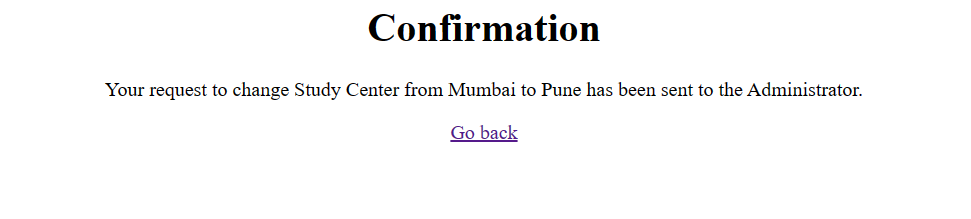 Confirmation
Your request to change Study Center from Mumbai to Pune has been sent to the Administrator.
Go back